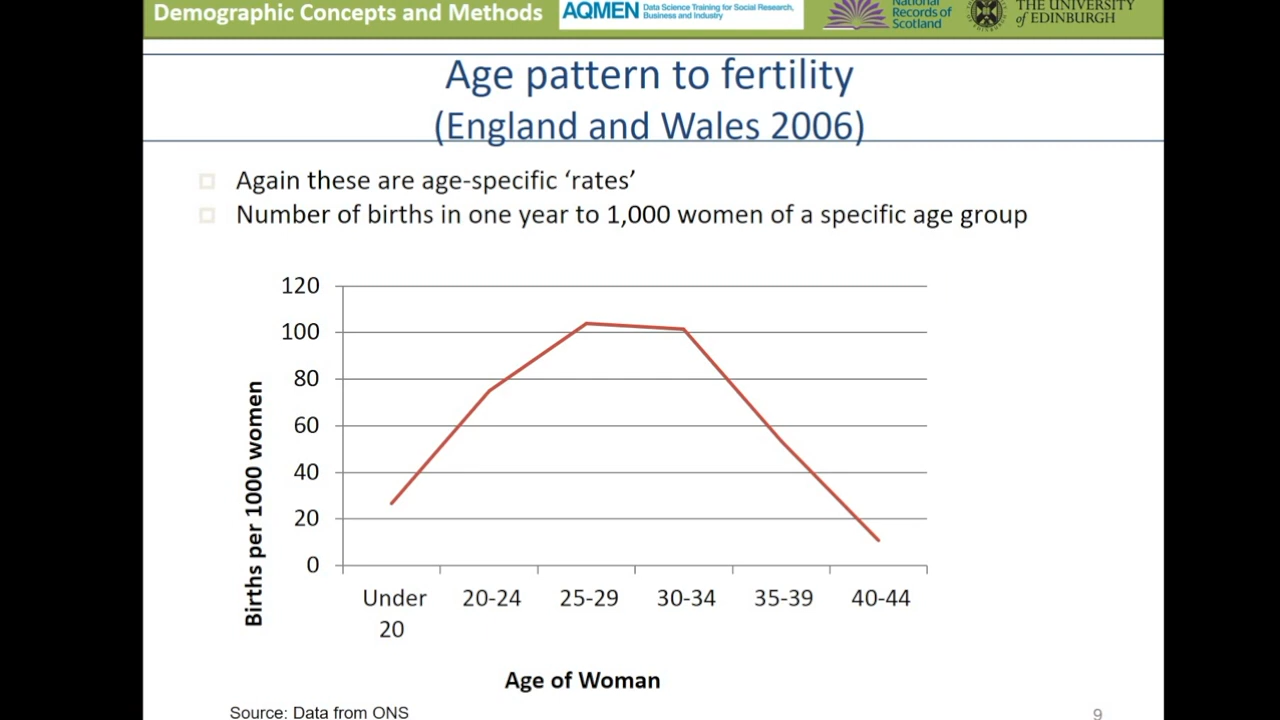 Demographic Concepts and Methods
AQMEN
Data Science Training for Social Research,
Business and Industry
National
Records of
Scotland
THE UNIVERSITY
of EDINBURGH
Age pattern to fertility
(England and Wales 2006)
Again these are age-specific ‘rates’
Number of births in one year to 1,000 women of a specific age group
Births per 1000 women
120
100
80
60
40
20
0
Under 20-24 25-29 30-34 35-39 40-44
20
Age of Woman
Source: Data from ONS
9